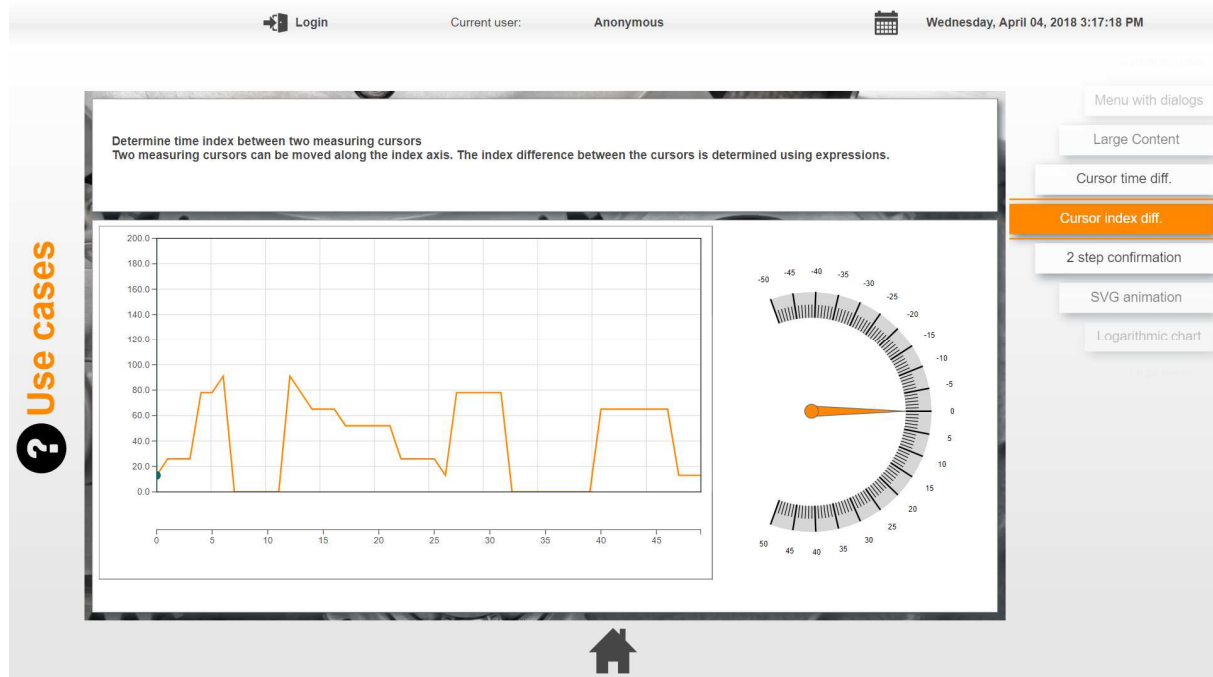 Login
Current user:
Anonymous
Wednesday, April 04, 2018 3:17:18 PM
Use cases
?
Determine time index between two measuring cursors
Two measuring cursors can be moved along the index axis. The index difference between the cursors is determined using expressions.
200.0
180.0
160.0
140.0
120.0
100.0
80.0
60.0
40.0
20.0
0.0
0 5 10 15 20 25 30 35 40 45
-50
-45
-40
-35
-30
-25
-20
-15
-10
-5
0
5
10
15
20
25
30
35
40
45
50
Menu with dialogs
Large Content
Cursor time diff.
Cursor index diff.
2 step confirmation
SVG animation
Logarithmic chart